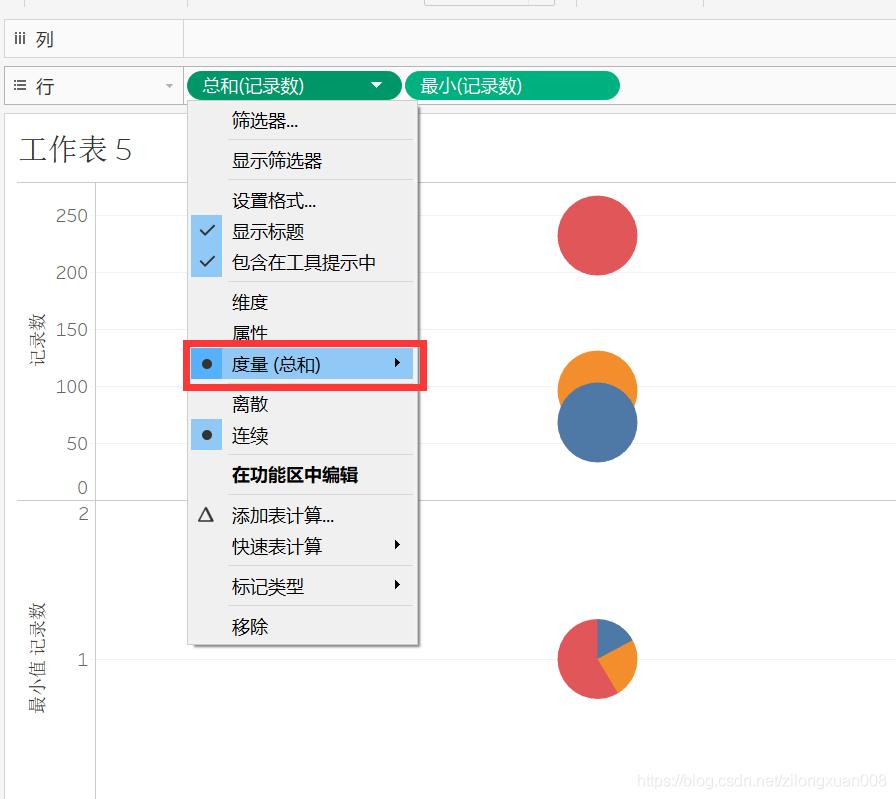 列
行
总和(记录数)
最小(记录数)
工作表 5
筛选器...
显示筛选器
设置格式...
显示标题
包含在工具提示中
维度
属性
度量 (总和)
离散
连续
在功能区中编辑
添加表计算...
快速表计算
标记类型
移除
250
200
150
100
50
0
记录数
2
1
最小值 记录数
https://blog.csdn.net/zilongxuan008